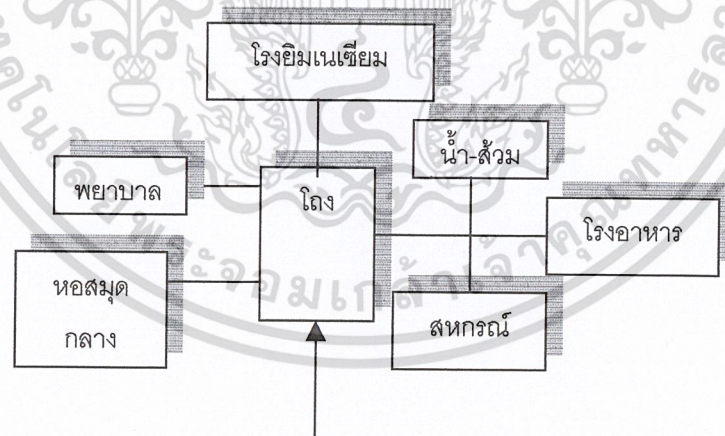 โรงยิมเนเซียม
น้ำ-ส้วม
พยาบาล
โถง
โรงอาหาร
หอสมุด
กลาง
สหกรณ์